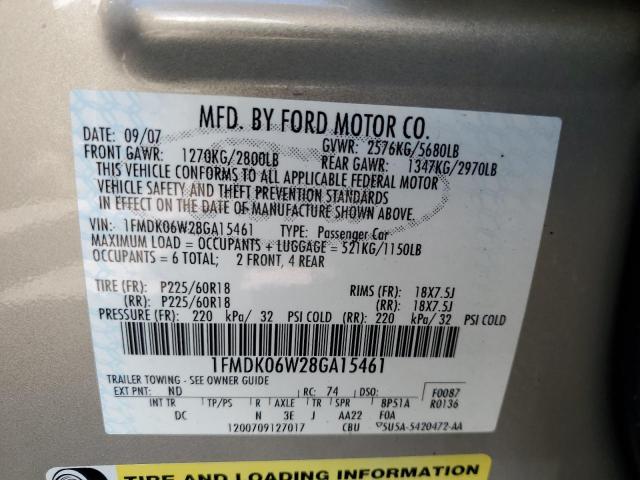 MFD. BY FORD MOTOR CO.
DATE: 09/07 GVWR: 2576KG/5680LB
FRONT GAWR: 1270KG/2800LB REAR GAWR: 1347KG/2970LB
THIS VEHICLE CONFORMS TO ALL APPLICABLE FEDERAL MOTOR
VEHICLE SAFETY AND THEFT PREVENTION STANDARDS
IN EFFECT ON THE DATE OF MANUFACTURE SHOWN ABOVE.
VIN: 1FMDK06W28GA15461 TYPE: Passenger Car
MAXIMUM LOAD = OCCUPANTS + LUGGAGE = 521KG/1150LB
OCCUPANTS = 6 TOTAL; 2 FRONT, 4 REAR
TIRE (FR): P225/60R18 RIMS (FR): 18X7.5J
(RR): P225/60R18 (RR): 18X7.5J
PRESSURE (FR): 220 kPa/ 32 PSI COLD (RR): 220 kPa/ 32 PSI COLD
1FMDK06W28GA15461
TRAILER TOWING - SEE OWNER GUIDE
EXT PNT: ND RC: 74 DSO: F0087
INT TR TP/PS R AXLE TR SPR BP51A R0136
DC N 3E J AA22 F0A
1200709127017 CBU 5U5A-5420472-AA
TIRE AND LOADING INFORMATION